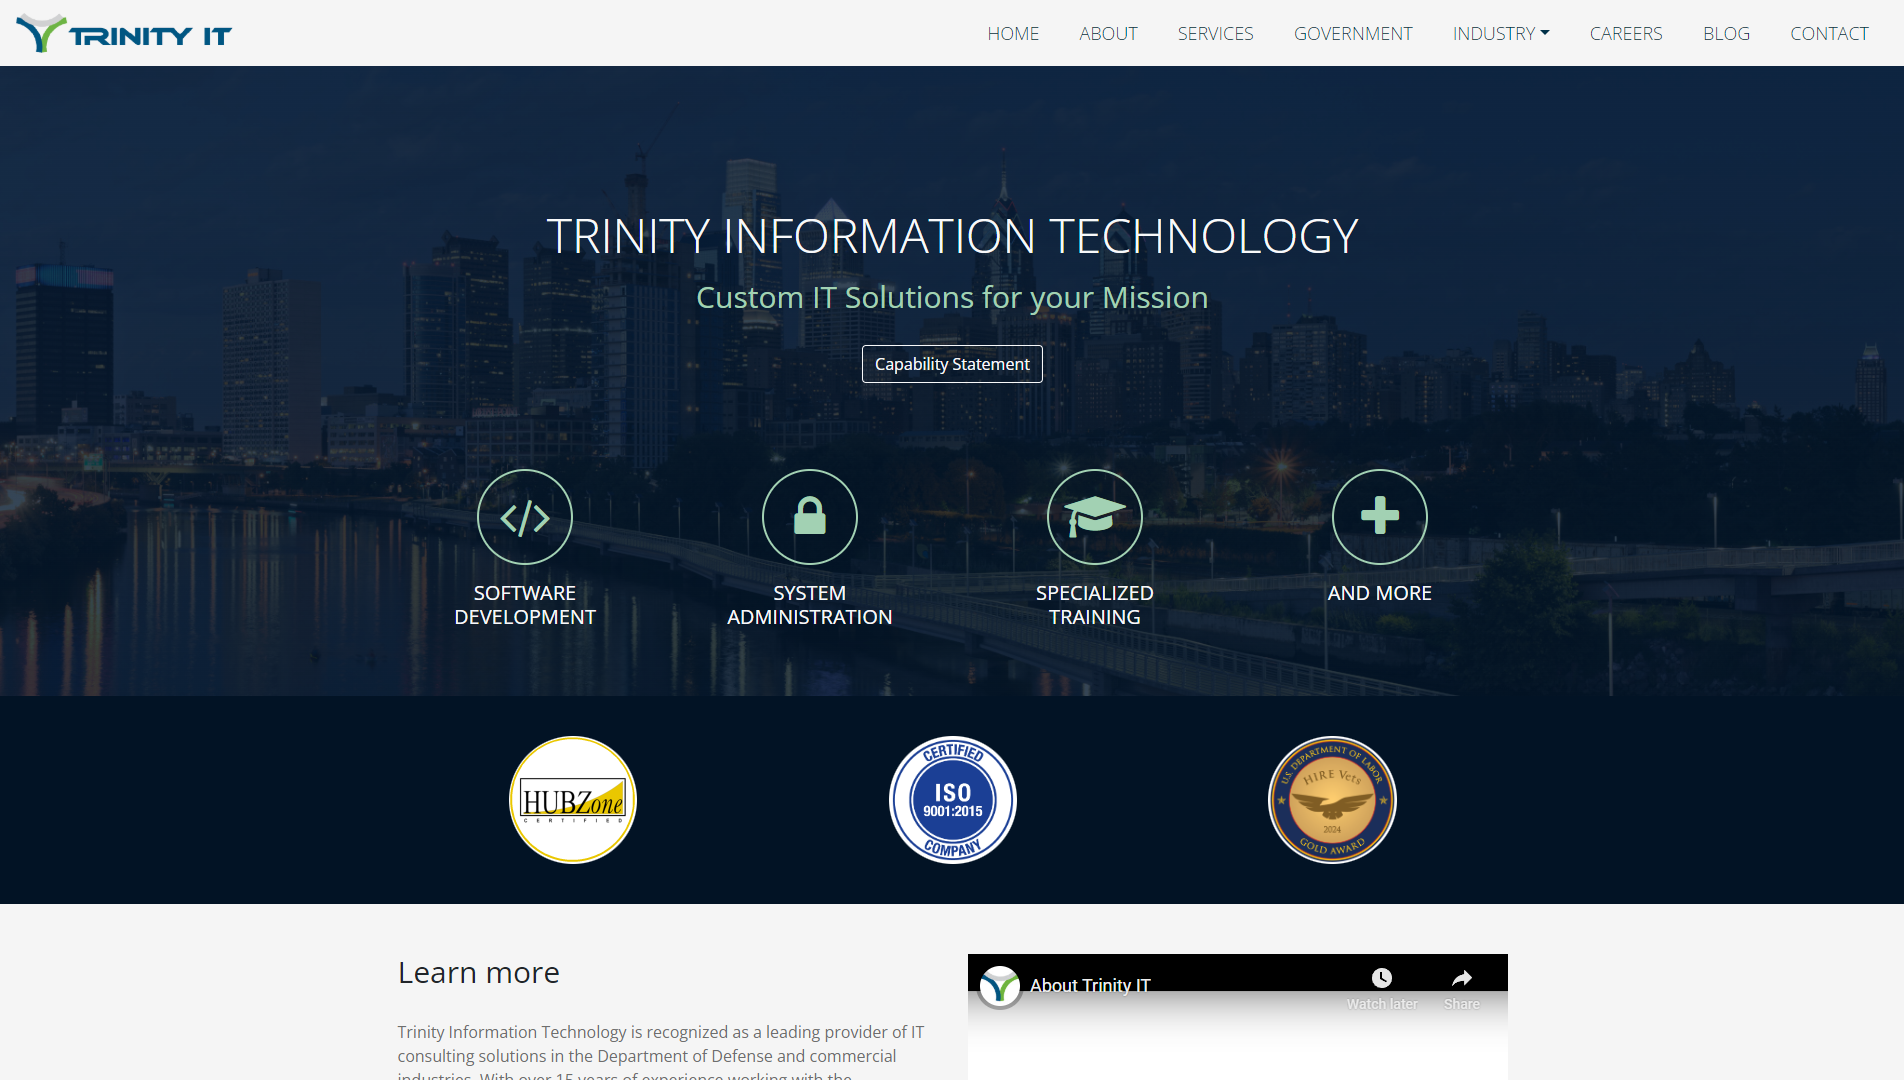 TRINITY IT
HOME ABOUT SERVICES GOVERNMENT INDUSTRY CAREERS BLOG CONTACT
TRINITY INFORMATION TECHNOLOGY
Custom IT Solutions for your Mission
Capability Statement
SOFTWARE
DEVELOPMENT
SYSTEM
ADMINISTRATION
SPECIALIZED
TRAINING
AND MORE
HUBZone
CERTIFIED
CERTIFIED
ISO
9001:2015
COMPANY
U.S. DEPARTMENT OF LABOR
HIRE Vets
2024
GOLD AWARD
Learn more
Trinity Information Technology is recognized as a leading provider of IT
consulting solutions in the Department of Defense and commercial
industries. With over 15 years of experience working with the
About Trinity IT
Watch later
Share